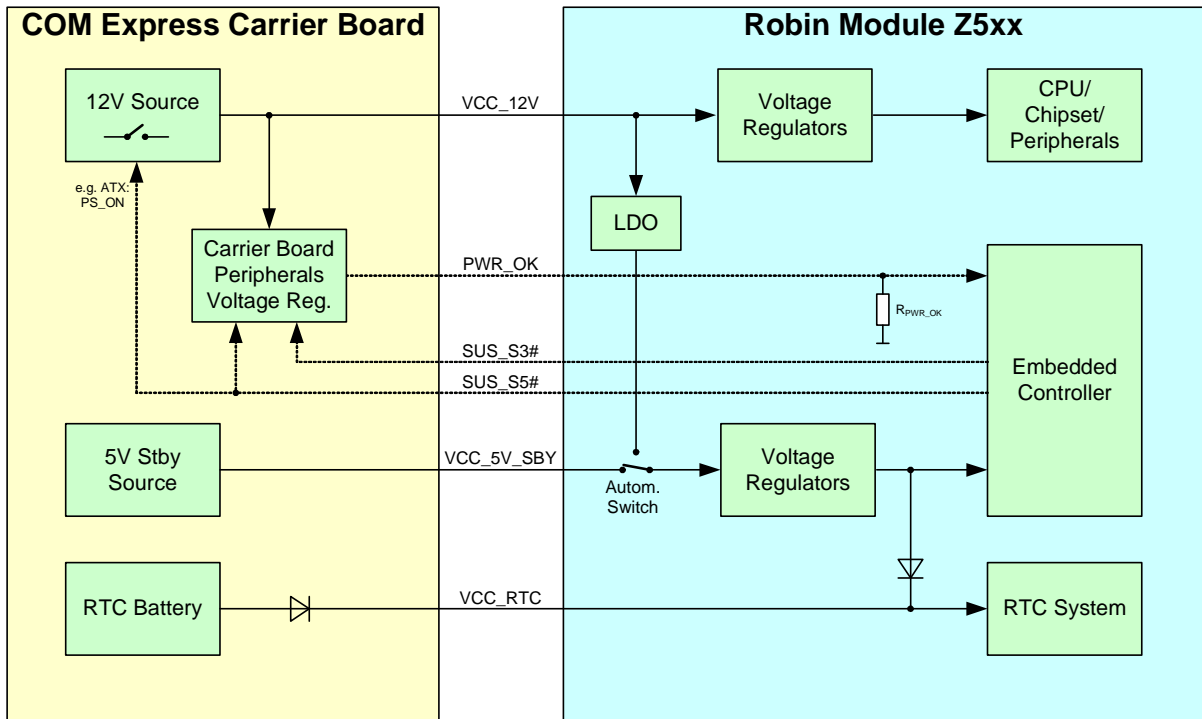 COM Express Carrier Board
Robin Module Z5xx
12V Source
VCC_12V
Voltage
Regulators
CPU/
Chipset/
Peripherals
e.g. ATX:
PS_ON
LDO
Carrier Board
Peripherals
Voltage Reg.
PWR_OK
RPWR_OK
SUS_S3#
SUS_S5#
Embedded
Controller
5V Stby
Source
VCC_5V_SBY
Autom.
Switch
Voltage
Regulators
RTC Battery
VCC_RTC
RTC System